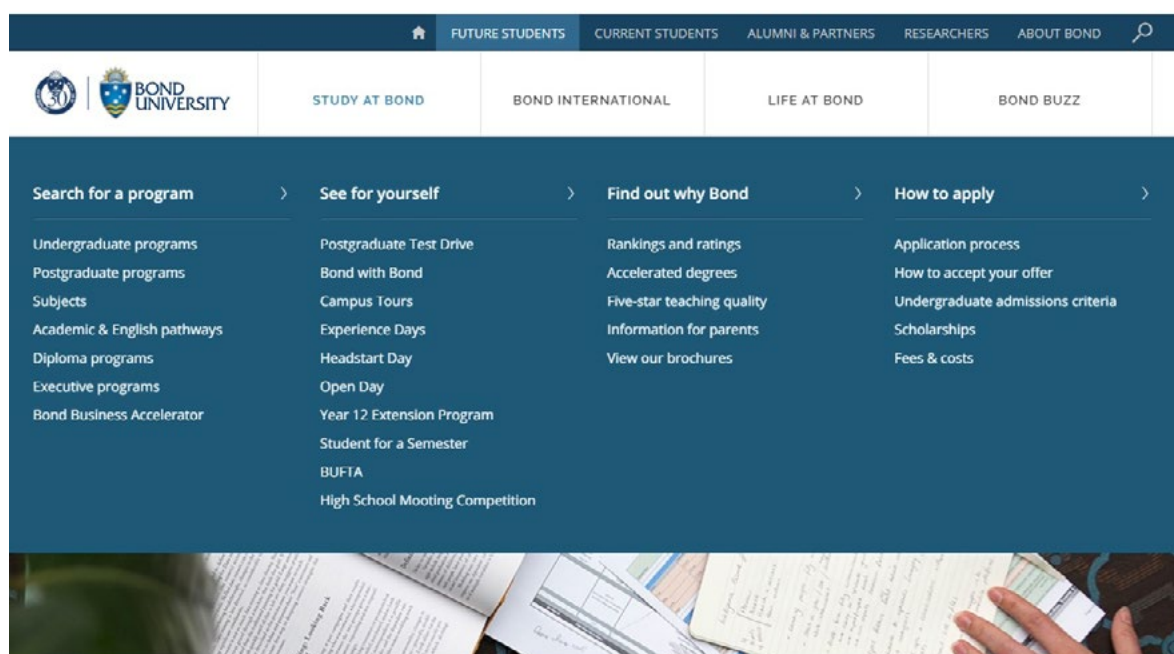 FUTURE STUDENTS CURRENT STUDENTS ALUMNI & PARTNERS RESEARCHERS ABOUT BOND
30 BOND UNIVERSITY
STUDY AT BOND BOND INTERNATIONAL LIFE AT BOND BOND BUZZ
Search for a program
Undergraduate programs
Postgraduate programs
Subjects
Academic & English pathways
Diploma programs
Executive programs
Bond Business Accelerator
See for yourself
Postgraduate Test Drive
Bond with Bond
Campus Tours
Experience Days
Headstart Day
Open Day
Year 12 Extension Program
Student for a Semester
BUFTA
High School Mooting Competition
Find out why Bond
Rankings and ratings
Accelerated degrees
Five-star teaching quality
Information for parents
View our brochures
How to apply
Application process
How to accept your offer
Undergraduate admissions criteria
Scholarships
Fees & costs
Looking Back